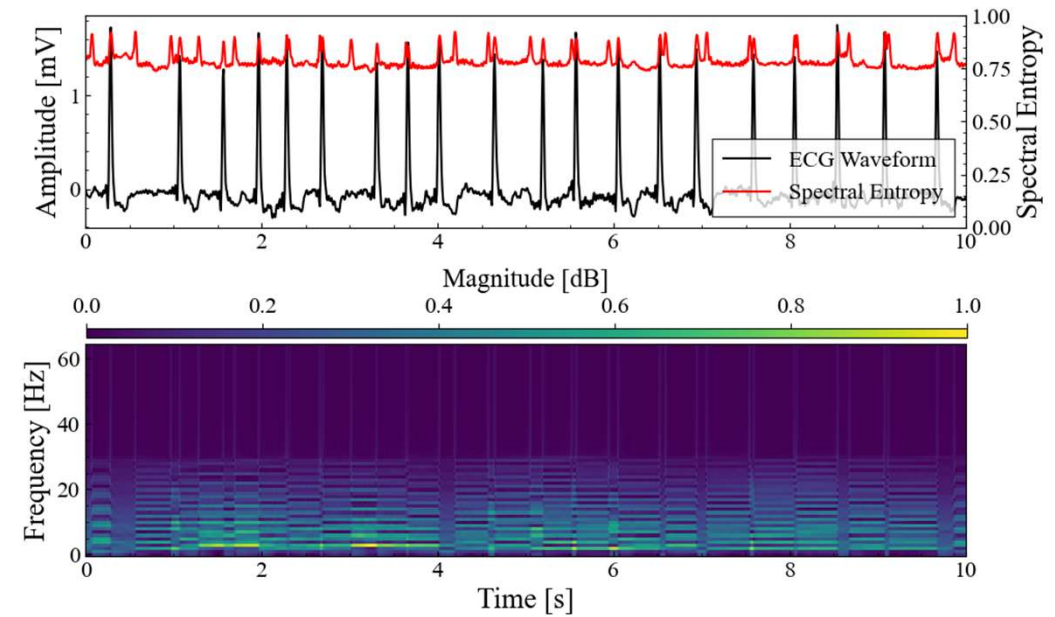 Amplitude [mV]
1
0
1.00
0.75
0.50
0.25
0.00
Spectral Entropy
ECG Waveform
Spectral Entropy
0 2 4 6 8 10
Magnitude [dB]
0.0 0.2 0.4 0.6 0.8 1.0
Frequency [Hz]
60
40
20
0
0 2 4 6 8 10
Time [s]